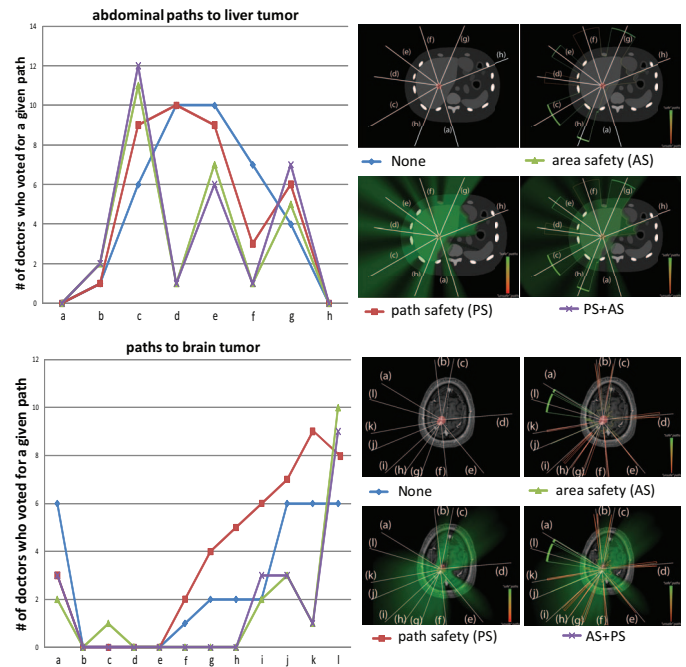 abdominal paths to liver tumor
# of doctors who voted for a given path
14
12
10
8
6
4
2
0
a b c d e f g h
(f) (g) (e) (h) (d) (c) (h) (a)
(f) (g) (e) (h) (d) (c) (h) (a)
None
area safety (AS)
(f) (g) (e) (h) (d) (c) (h) (a)
(f) (g) (e) (h) (d) (c) (h) (a)
path safety (PS)
PS+AS
paths to brain tumor
# of doctors who voted for a given path
12
10
8
6
4
2
0
a b c d e f g h i j k l
(b) (c) (a) (l) (d) (k) (j) (i) (h) (g) (f) (e)
(b) (c) (a) (l) (d) (k) (j) (i) (h) (g) (f) (e)
None
area safety (AS)
(b) (c) (a) (l) (d) (k) (j) (i) (h) (g) (f) (e)
(b) (c) (a) (l) (d) (k) (j) (i) (h) (g) (f) (e)
path safety (PS)
AS+PS